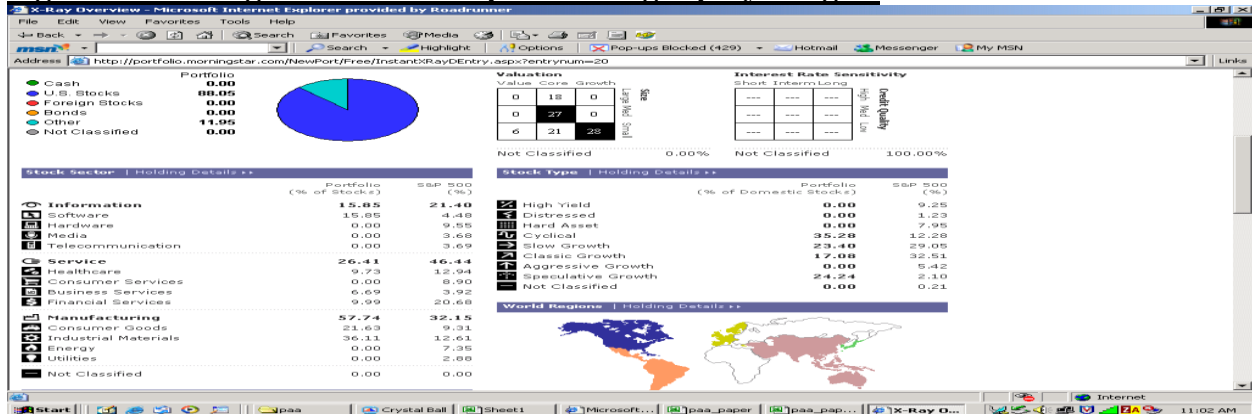 X-Ray Overview - Microsoft Internet Explorer provided by Roadrunner
File Edit View Favorites Tools Help
Back Search Favorites Media
msn Search Highlight Options Pop-ups Blocked (429) Hotmail Messenger My MSN
Address http://portfolio.morningstar.com/NewPort/Free/InstantXRayDEntry.aspx?entrynum=20 Links
Portfolio
Cash 0.00
U.S. Stocks 88.05
Foreign Stocks 0.00
Bonds 0.00
Other 11.95
Not Classified 0.00
Valuation
Value Core Growth
0 18 0
0 27 0
6 21 28
Large Med Small
Size
Not Classified 0.00%
Interest Rate Sensitivity
Short Interm Long
--- --- ---
--- --- ---
--- --- ---
High Med Low
Credit Quality
Not Classified 100.00%
Stock Sector | Holding Details
Portfolio S&P 500
(% of Stocks) (%)
Information 15.85 21.40
Software 15.85 4.48
Hardware 0.00 9.55
Media 0.00 3.68
Telecommunication 0.00 3.69
Service 26.41 46.44
Healthcare 9.73 12.94
Consumer Services 0.00 8.90
Business Services 6.69 3.92
Financial Services 9.99 20.68
Manufacturing 57.74 32.15
Consumer Goods 21.63 9.31
Industrial Materials 36.11 12.61
Energy 0.00 7.35
Utilities 0.00 2.88
Not Classified 0.00 0.00
Stock Type | Holding Details
Portfolio S&P 500
(% of Domestic Stocks) (%)
High Yield 0.00 9.25
Distressed 0.00 1.23
Hard Asset 0.00 7.95
Cyclical 35.28 12.28
Slow Growth 23.40 29.05
Classic Growth 17.08 32.51
Aggressive Growth 0.00 5.42
Speculative Growth 24.24 2.10
Not Classified 0.00 0.21
World Regions | Holding Details
Internet
Start paa Crystal Ball Sheet1 Microsoft... paa_paper paa_pap... X-Ray O... 11:02 AM